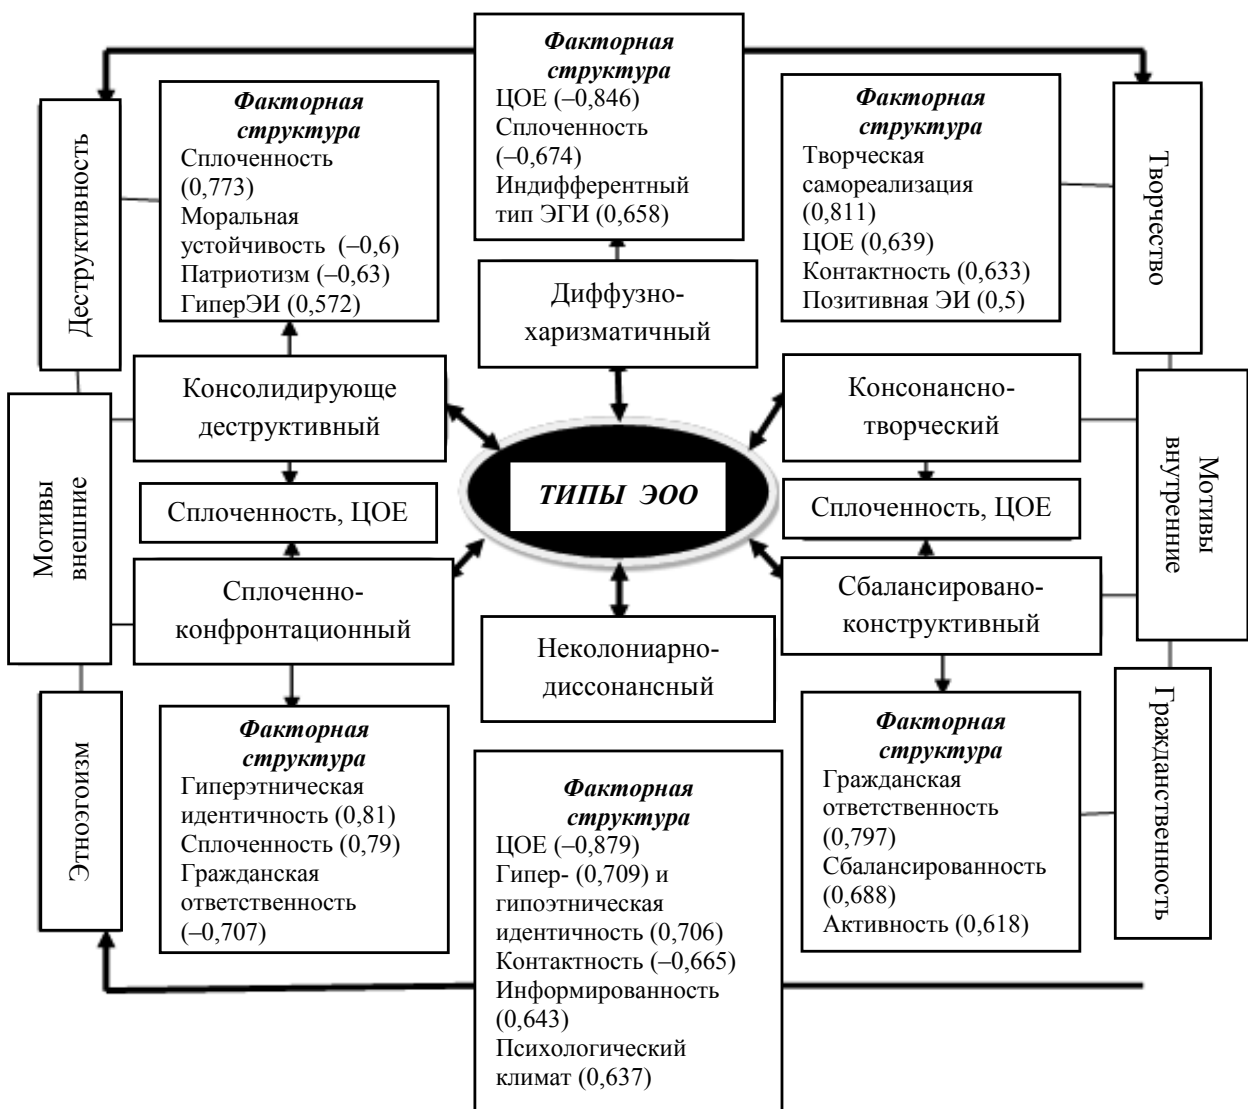 Факторная
структура
ЦОЕ (–0,846)
Сплоченность
(–0,674)
Индифферентный
тип ЭГИ (0,658)
Факторная
структура
Сплоченность
(0,773)
Моральная
устойчивость (–0,6)
Патриотизм (–0,63)
ГиперЭИ (0,572)
Факторная
структура
Творческая
самореализация
(0,811)
ЦОЕ (0,639)
Контактность (0,633)
Позитивная ЭИ (0,5)
Деструктивность
Творчество
Диффузно-
харизматичный
Консолидирующе
деструктивный
Консонансно-
творческий
Мотивы
внешние
Сплоченность, ЦОЕ
ТИПЫ ЭОО
Сплоченность, ЦОЕ
Мотивы
внутренние
Сплоченно-
конфронтационный
Неколониарно-
диссонансный
Сбалансировано-
конструктивный
Этноэгоизм
Факторная
структура
Гиперэтническая
идентичность (0,81)
Сплоченность (0,79)
Гражданская
ответственность
(–0,707)
Факторная
структура
ЦОЕ (–0,879)
Гипер- (0,709) и
гипоэтническая
идентичность (0,706)
Контактность (–0,665)
Информированность
(0,643)
Психологический
климат (0,637)
Факторная
структура
Гражданская
ответственность
(0,797)
Сбалансированность
(0,688)
Активность (0,618)
Гражданственность